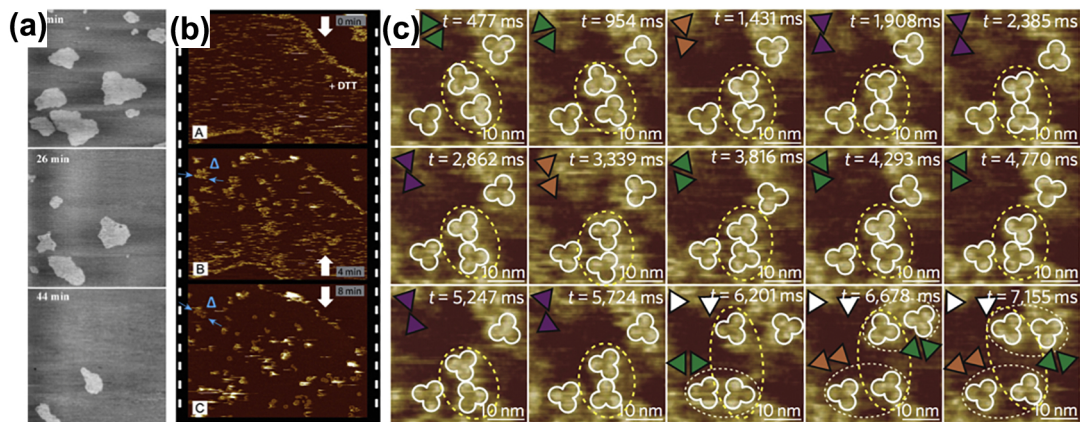 (a)
min
26 min
44 min
(b)
0 min
+ DTT
A
4 min
B
8 min
C
Δ
Δ
(c)
t = 477 ms
10 nm
t = 954 ms
10 nm
t = 1,431 ms
10 nm
t = 1,908 ms
10 nm
t = 2,385 ms
10 nm
t = 2,862 ms
10 nm
t = 3,339 ms
10 nm
t = 3,816 ms
10 nm
t = 4,293 ms
10 nm
t = 4,770 ms
10 nm
t = 5,247 ms
10 nm
t = 5,724 ms
10 nm
t = 6,201 ms
10 nm
t = 6,678 ms
10 nm
t = 7,155 ms
10 nm